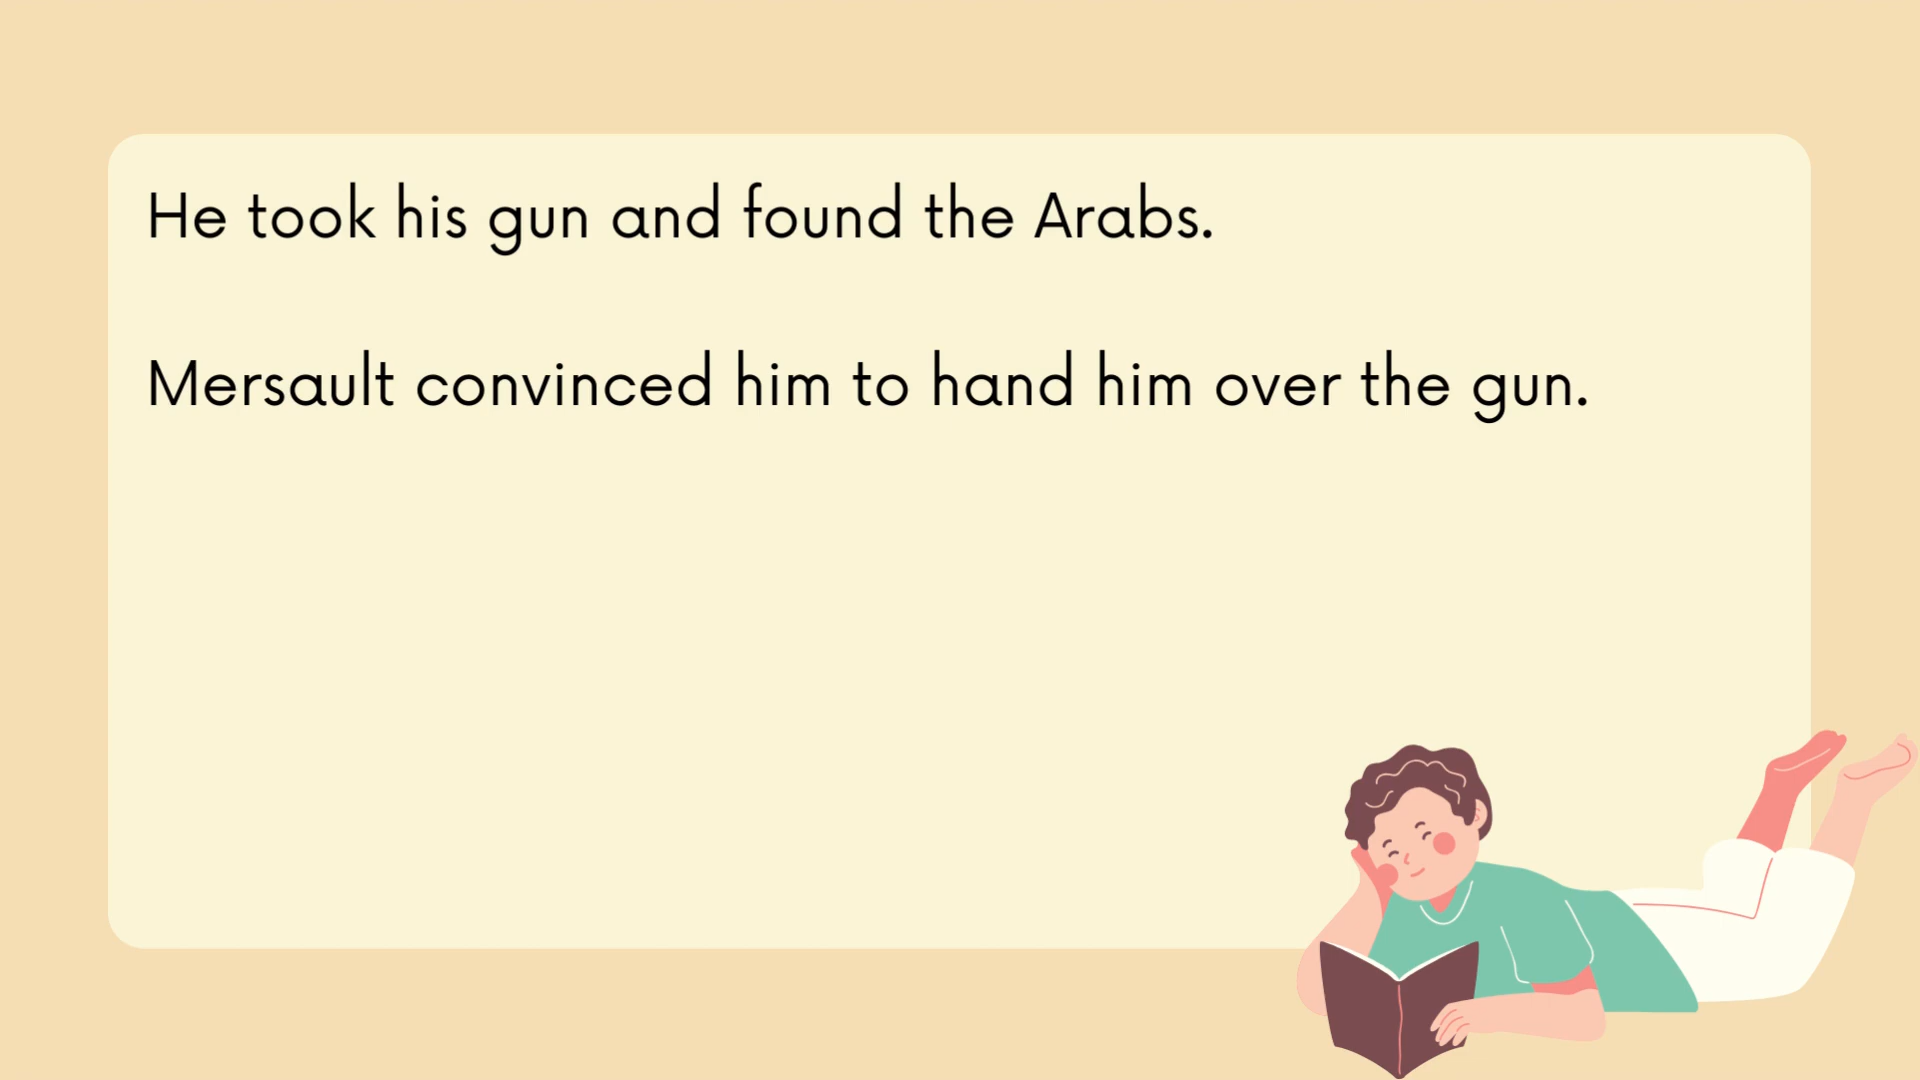 He took his gun and found the Arabs.
Mersault convinced him to hand him over the gun.